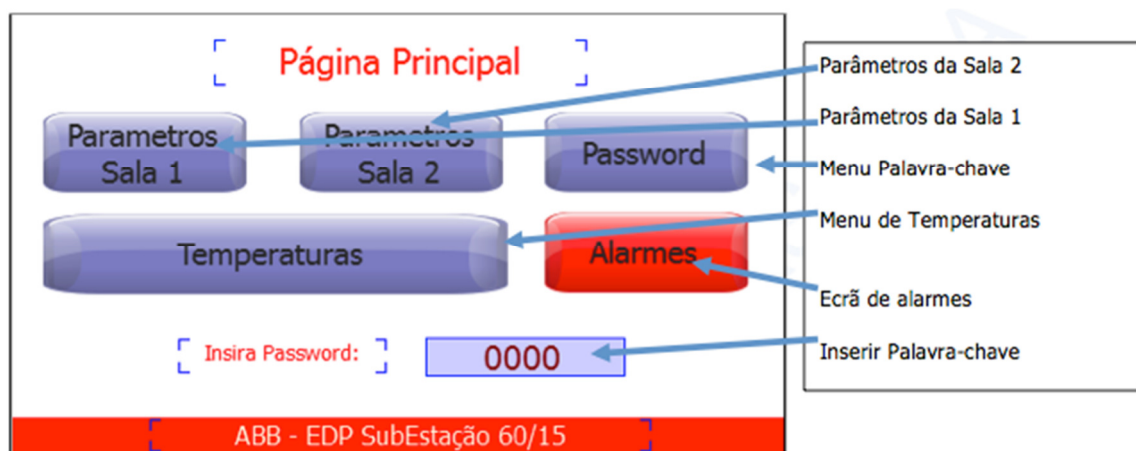 Página Principal
Parametros
Sala 1
Parametros
Sala 2
Password
Temperaturas
Alarmes
Insira Password:
0000
ABB - EDP SubEstação 60/15
Parâmetros da Sala 2
Parâmetros da Sala 1
Menu Palavra-chave
Menu de Temperaturas
Ecrã de alarmes
Inserir Palavra-chave